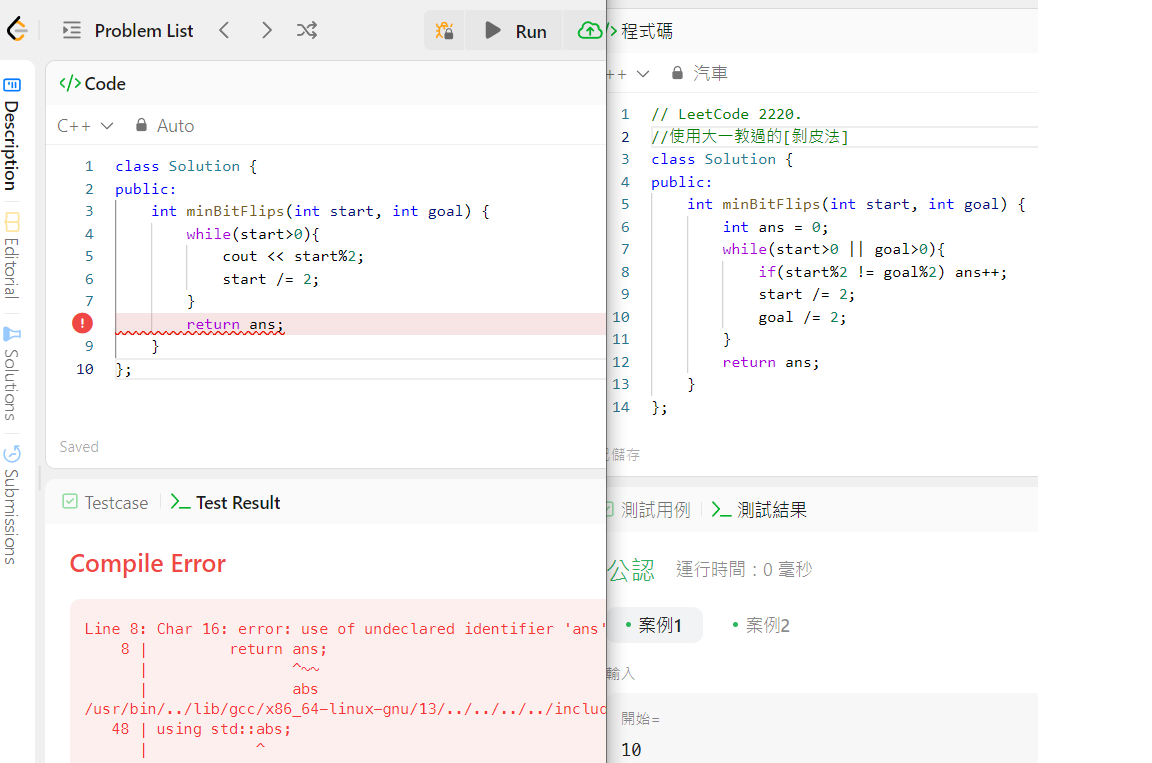 Problem List
Run
Description
Editorial
Solutions
Submissions
</> Code
C++
Auto
1 class Solution {
2 public:
3 int minBitFlips(int start, int goal) {
4 while(start>0){
5 cout << start%2;
6 start /= 2;
7 }
return ans;
9 }
10 };
Saved
Testcase
Test Result
Compile Error
Line 8: Char 16: error: use of undeclared identifier 'ans'
8 | return ans;
| ^~~
| abs
/usr/bin/../lib/gcc/x86_64-linux-gnu/13/../../../../includ
48 | using std::abs;
| ^
程式碼
++
汽車
1 // LeetCode 2220.
2 //使用大一教過的[剝皮法]
3 class Solution {
4 public:
5 int minBitFlips(int start, int goal) {
6 int ans = 0;
7 while(start>0 || goal>0){
8 if(start%2 != goal%2) ans++;
9 start /= 2;
10 goal /= 2;
11 }
12 return ans;
13 }
14 };
儲存
測試用例
測試結果
公認
運行時間：0 毫秒
案例1
案例2
輸入
開始=
10